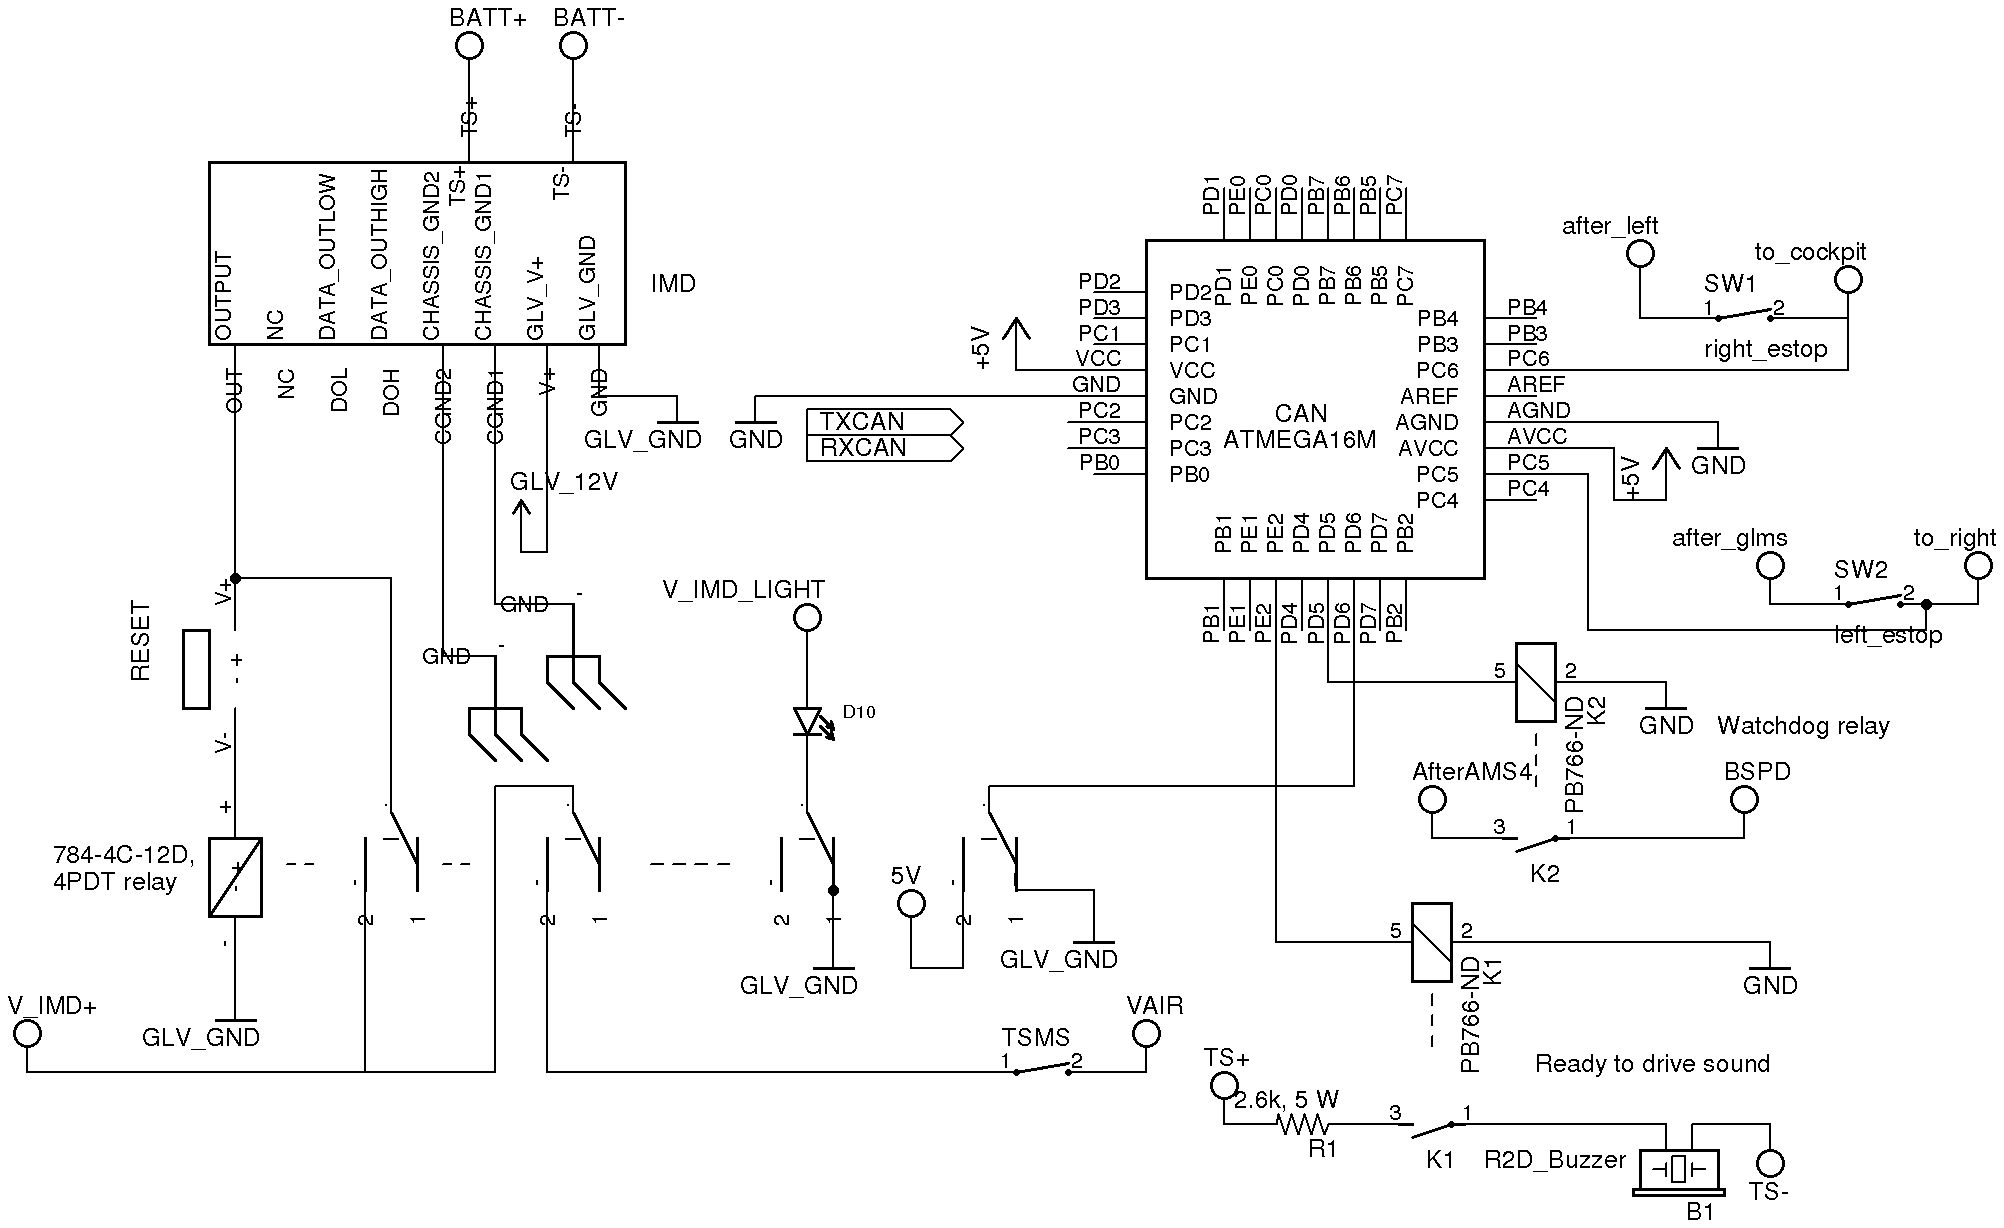 BATT+
BATT-
TS+
TS-
OUTPUT
NC
DATA_OUTLOW
DATA_OUTHIGH
CHASSIS_GND2
TS+
CHASSIS_GND1
GLV_V+
TS-
GLV_GND
IMD
OUT
NC
DOL
DOH
CGND2
CGND1
V+
GND
GLV_GND
GLV_12V
GND
-
GND
-
V+
RESET
+
-
V-
+
784-4C-12D,
4PDT relay
+
-
-
GLV_GND
V_IMD+
2
1
2
1
V_IMD_LIGHT
D10
2
1
GLV_GND
5V
2
1
GLV_GND
TSMS
1
2
VAIR
+5V
GND
TXCAN
RXCAN
PD1
PE0
PC0
PD0
PB7
PB6
PB5
PC7
PD1
PE0
PC0
PD0
PB7
PB6
PB5
PC7
PD2
PD3
PC1
VCC
GND
PC2
PC3
PB0
PD2
PD3
PC1
VCC
GND
PC2
PC3
PB0
CAN
ATMEGA16M
PB4
PB3
PC6
AREF
AGND
AVCC
PC5
PC4
PB4
PB3
PC6
AREF
AGND
AVCC
PC5
PC4
PB1
PE1
PE2
PD4
PD5
PD6
PD7
PB2
PB1
PE1
PE2
PD4
PD5
PD6
PD7
PB2
after_left
to_cockpit
SW1
1
2
right_estop
+5V
GND
after_glms
to_right
SW2
1
2
left_estop
5
2
PB766-ND
K2
GND
Watchdog relay
AfterAMS4
BSPD
3
1
K2
5
2
PB766-ND
K1
GND
Ready to drive sound
TS+
2.6k, 5 W
R1
3
1
K1
R2D_Buzzer
B1
TS-